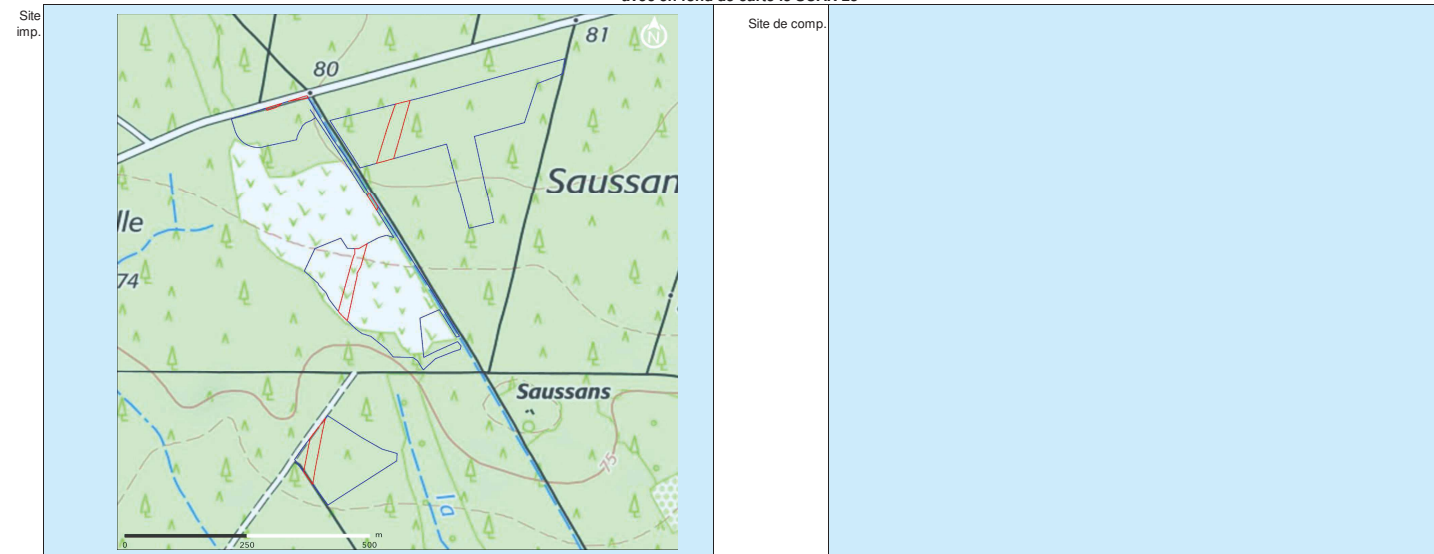 Site
imp.
Site de comp.
81
N
80
Saussan
lle
74
Saussans
75
m
0 250 500